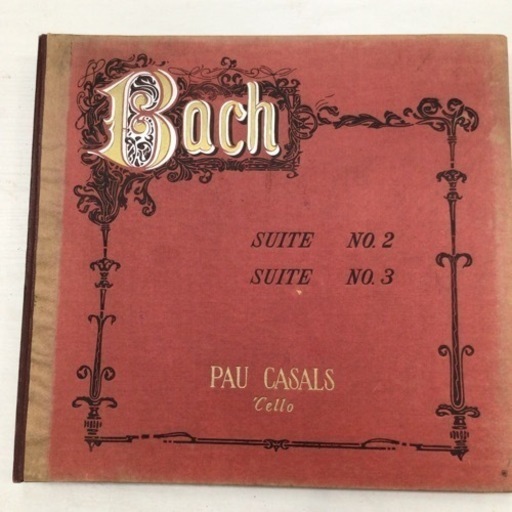 Bach
SUITE NO. 2
SUITE NO. 3
PAU CASALS
'Cello